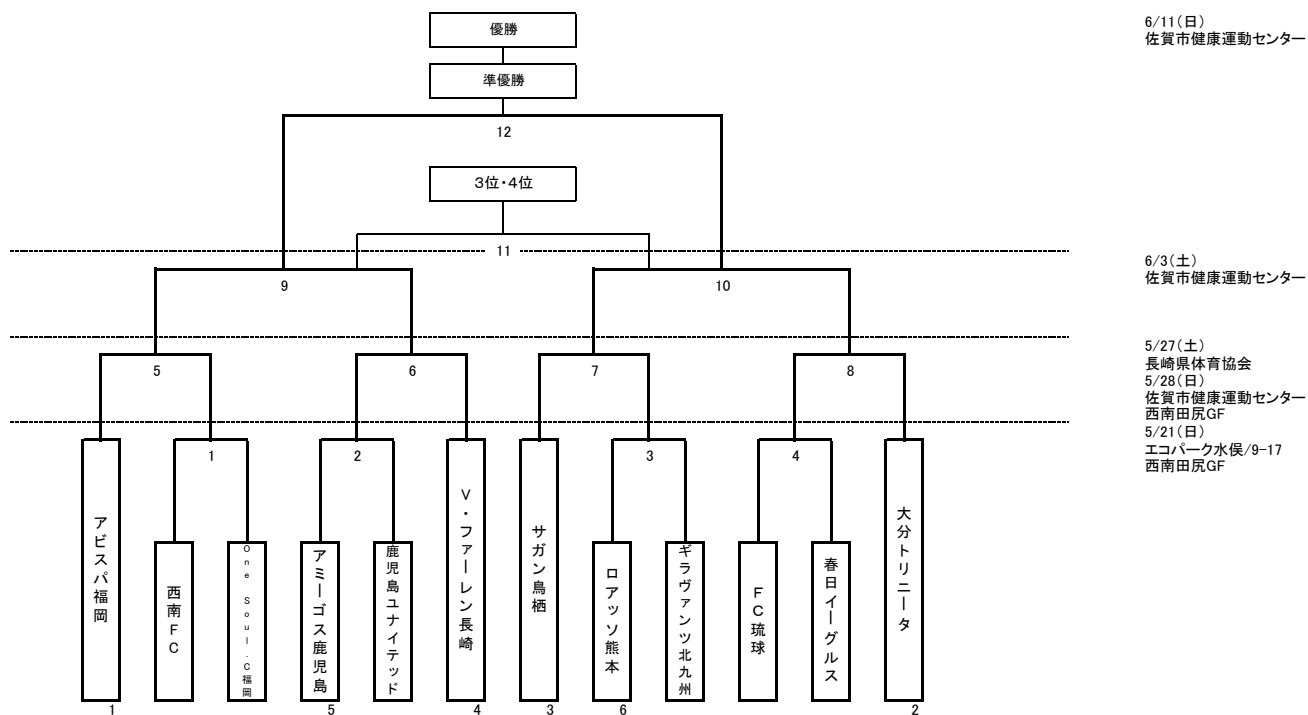 優勝
準優勝
12
3位・4位
11
9
10
5
6
7
8
1
2
3
4
アビスパ福岡
西南FC
One Soul.C福岡
アミーゴス鹿児島
鹿児島ユナイテッド
V・ファーレン長崎
サガン鳥栖
ロアッソ熊本
ギラヴァンツ北九州
FC琉球
春日イーグルス
大分トリニータ
1
5
4
3
6
2
6/11(日)
佐賀市健康運動センター
6/3(土)
佐賀市健康運動センター
5/27(土)
長崎県体育協会
5/28(日)
佐賀市健康運動センター
西南田尻GF
5/21(日)
エコパーク水俣/9-17
西南田尻GF